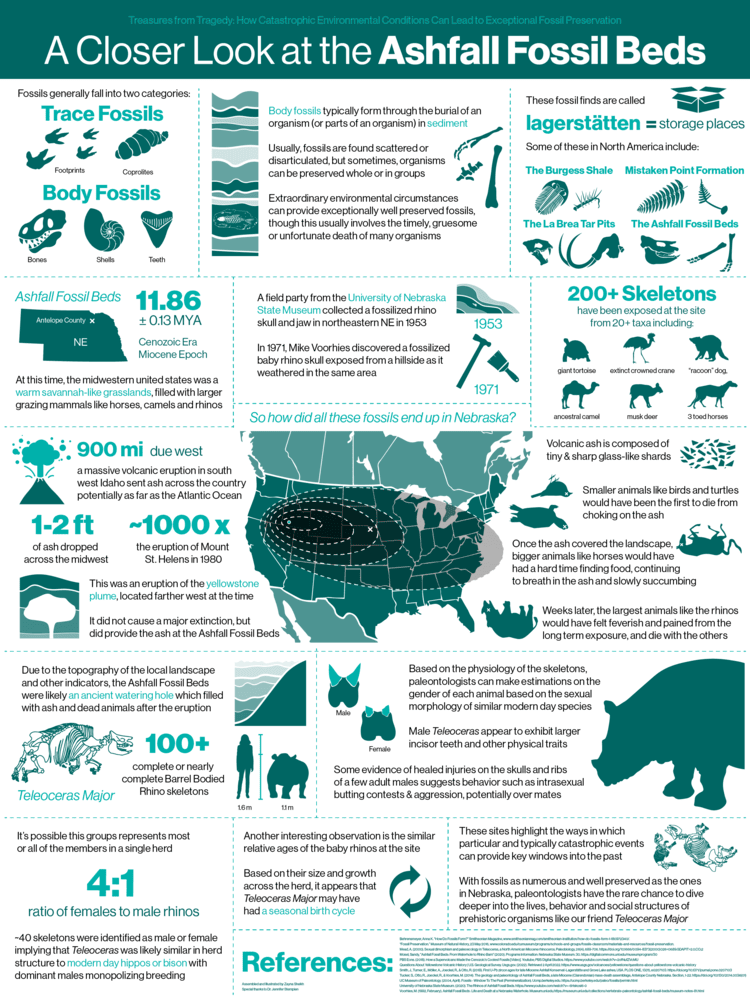 Treasures from Tragedy: How Catastrophic Environmental Conditions Can Lead to Exceptional Fossil Preservation
A Closer Look at the Ashfall Fossil Beds
Fossils generally fall into two categories:
Trace Fossils
Footprints
Coprolites
Body Fossils
Bones
Shells
Teeth
Body fossils typically form through the burial of an
organism (or parts of an organism) in sediment
Usually, fossils are found scattered or
disarticulated, but sometimes, organisms
can be preserved whole or in groups
Extraordinary environmental circumstances
can provide exceptionally well preserved fossils,
though this usually involves the timely, gruesome
or unfortunate death of many organisms
These fossil finds are called
lagerstätten = storage places
Some of these in North America include:
The Burgess Shale
Mistaken Point Formation
The La Brea Tar Pits
The Ashfall Fossil Beds
Ashfall Fossil Beds
Antelope County x
NE
11.86
± 0.13 MYA
Cenozoic Era
Miocene Epoch
At this time, the midwestern united states was a
warm savannah-like grasslands, filled with larger
grazing mammals like horses, camels and rhinos
A field party from the University of Nebraska
State Museum collected a fossilized rhino
skull and jaw in northeastern NE in 1953
1953
In 1971, Mike Voorhies discovered a fossilized
baby rhino skull exposed from a hillside as it
weathered in the same area
1971
200+ Skeletons
have been exposed at the site
from 20+ taxa including:
giant tortoise
extinct crowned crane
"racoon" dog,
ancestral camel
musk deer
3 toed horses
So how did all these fossils end up in Nebraska?
900 mi due west
a massive volcanic eruption in south
west Idaho sent ash across the country
potentially as far as the Atlantic Ocean
1-2 ft
of ash dropped
across the midwest
~1000 x
the eruption of Mount
St. Helens in 1980
This was an eruption of the yellowstone
plume, located farther west at the time
It did not cause a major extinction, but
did provide the ash at the Ashfall Fossil Beds
Volcanic ash is composed of
tiny & sharp glass-like shards
Smaller animals like birds and turtles
would have been the first to die from
choking on the ash
Once the ash covered the landscape,
bigger animals like horses would have
had a hard time finding food, continuing
to breath in the ash and slowly succumbing
Weeks later, the largest animals like the rhinos
would have felt feverish and pained from the
long term exposure, and die with the others
Due to the topography of the local landscape
and other indicators, the Ashfall Fossil Beds
were likely an ancient watering hole which filled
with ash and dead animals after the eruption
Teleoceras Major
100+
complete or nearly
complete Barrel Bodied
Rhino skeletons
1.6 m
1.1 m
Male
Female
Based on the physiology of the skeletons,
paleontologists can make estimations on the
gender of each animal based on the sexual
morphology of similar modern day species
Male Teleoceras appear to exhibit larger
incisor teeth and other physical traits
Some evidence of healed injuries on the skulls and ribs
of a few adult males suggests behavior such as intrasexual
butting contests & aggression, potentially over mates
It's possible this groups represents most
or all of the members in a single herd
4:1
ratio of females to male rhinos
~40 skeletons were identified as male or female
implying that Teleoceras was likely similar in herd
structure to modern day hippos or bison with
dominant males monopolizing breeding
Another interesting observation is the similar
relative ages of the baby rhinos at the site
Based on their size and growth
across the herd, it appears that
Teleoceras Major may have
had a seasonal birth cycle
These sites highlight the ways in which
particular and typically catastrophic events
can provide key windows into the past
With fossils as numerous and well preserved as the ones
in Nebraska, paleontologists have the rare chance to dive
deeper into the lives, behavior and social structures of
prehistoric organisms like our friend Teleoceras Major
References: